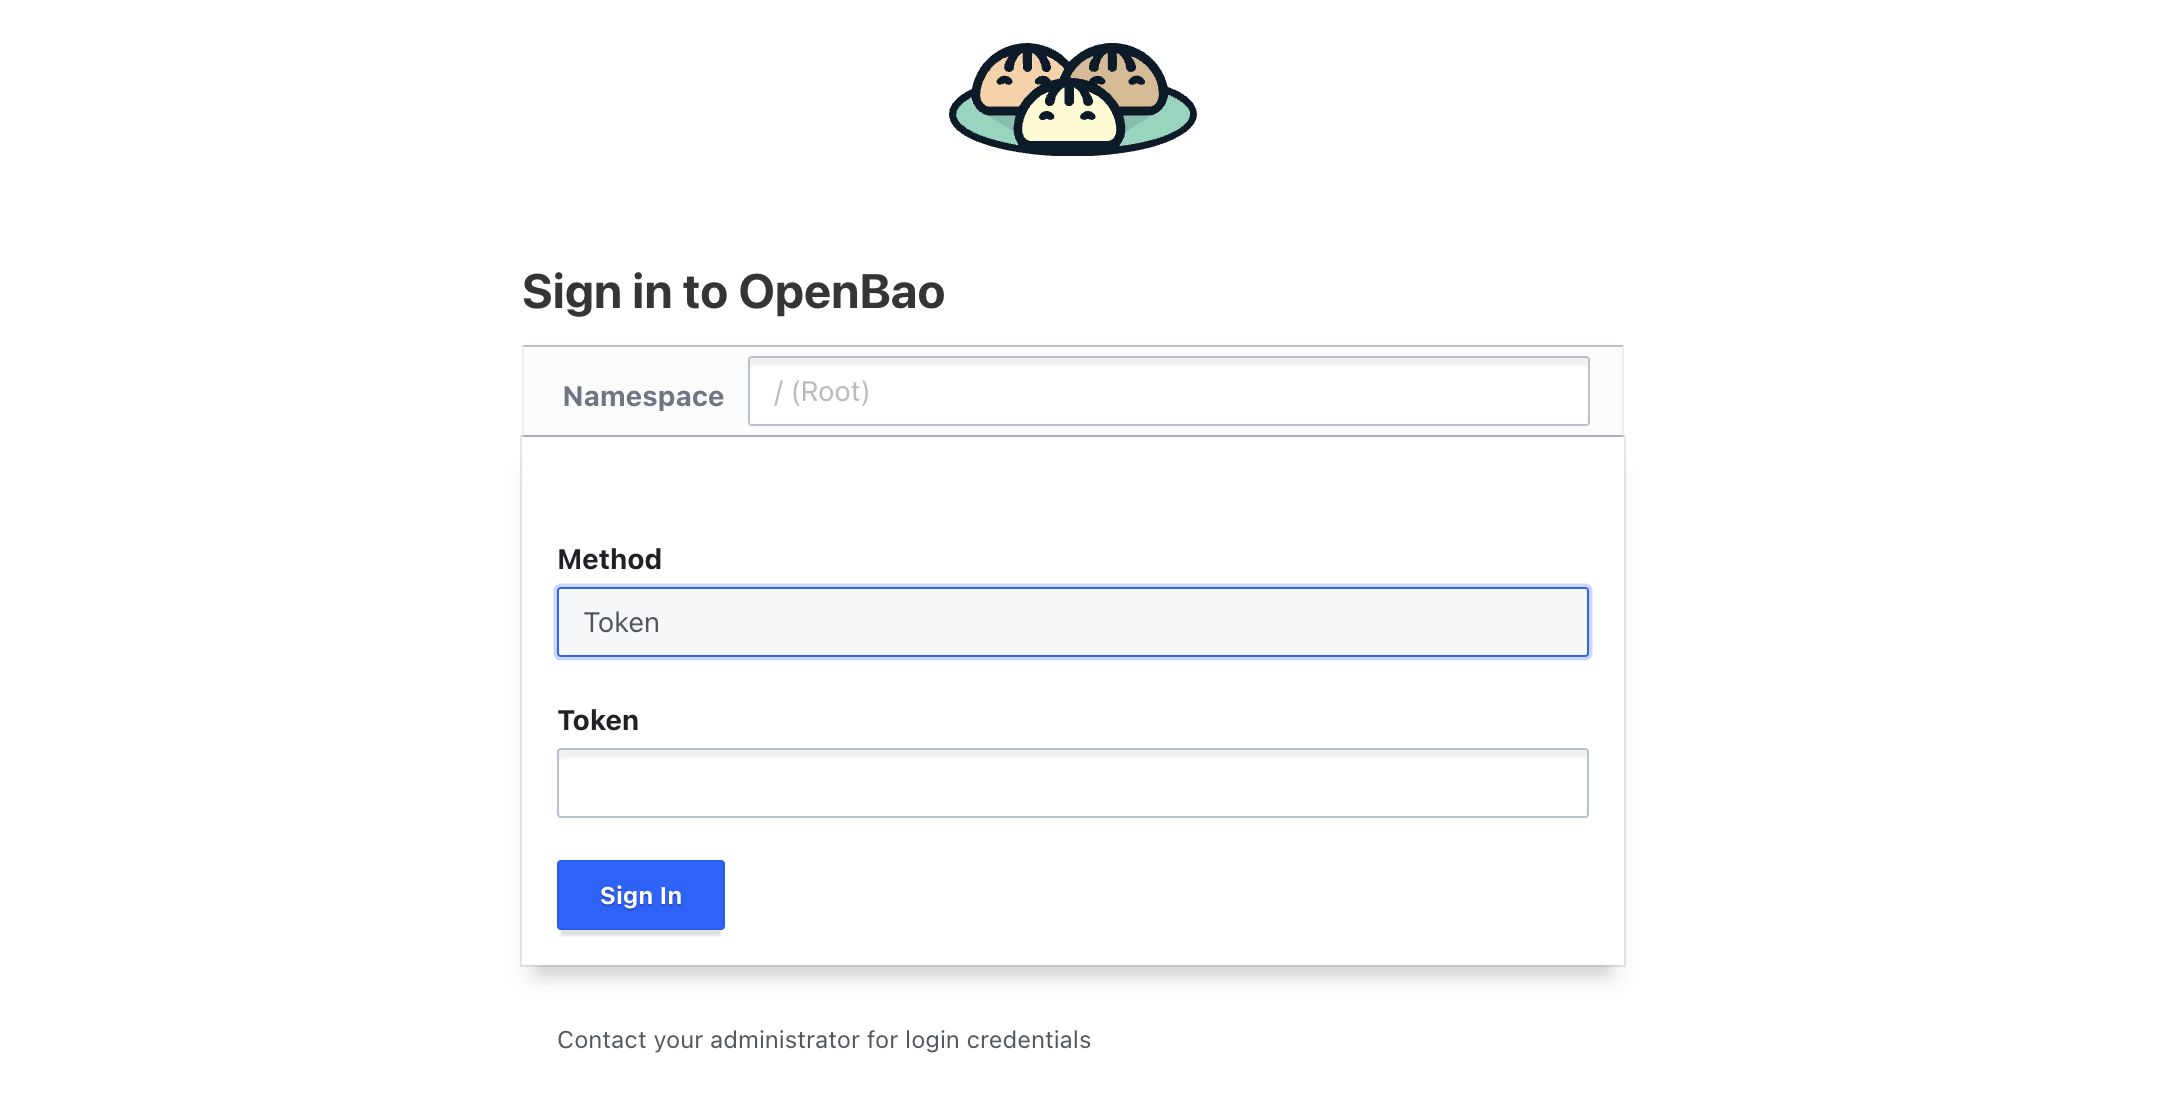 Sign in to OpenBao
Namespace / (Root)
Method
Token
Token
Sign In
Contact your administrator for login credentials